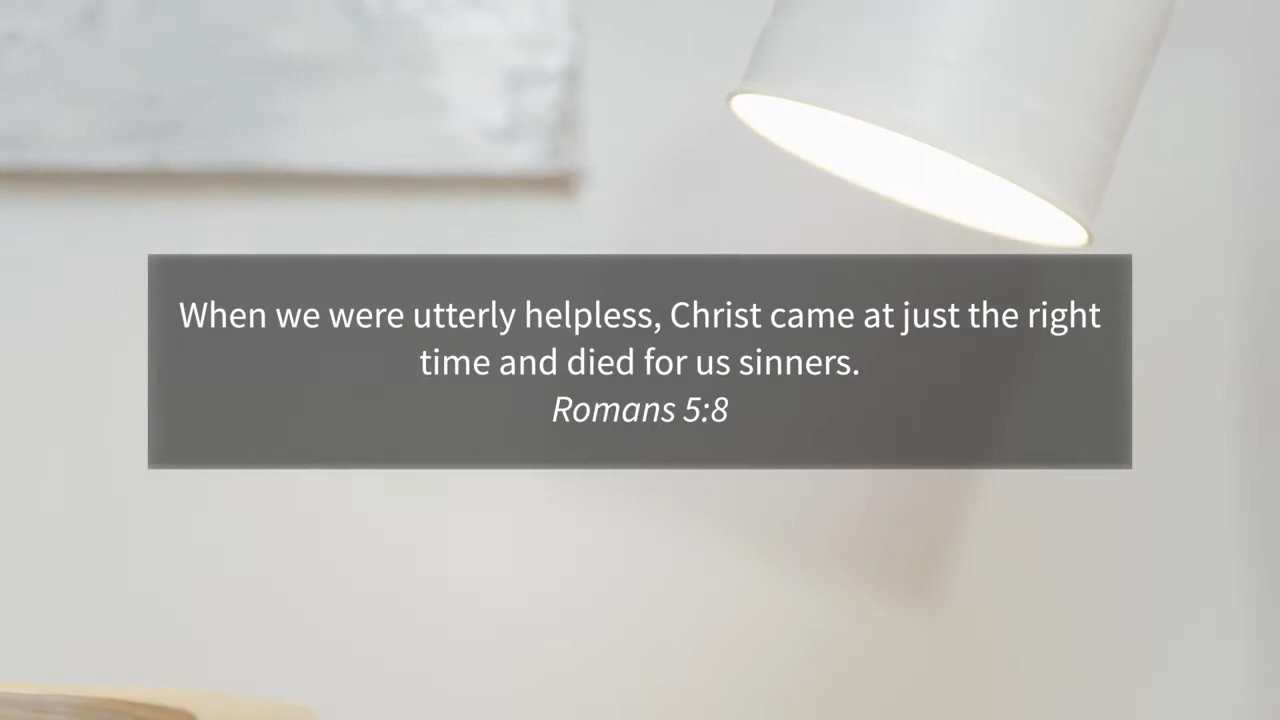 When we were utterly helpless, Christ came at just the right
time and died for us sinners.
Romans 5:8